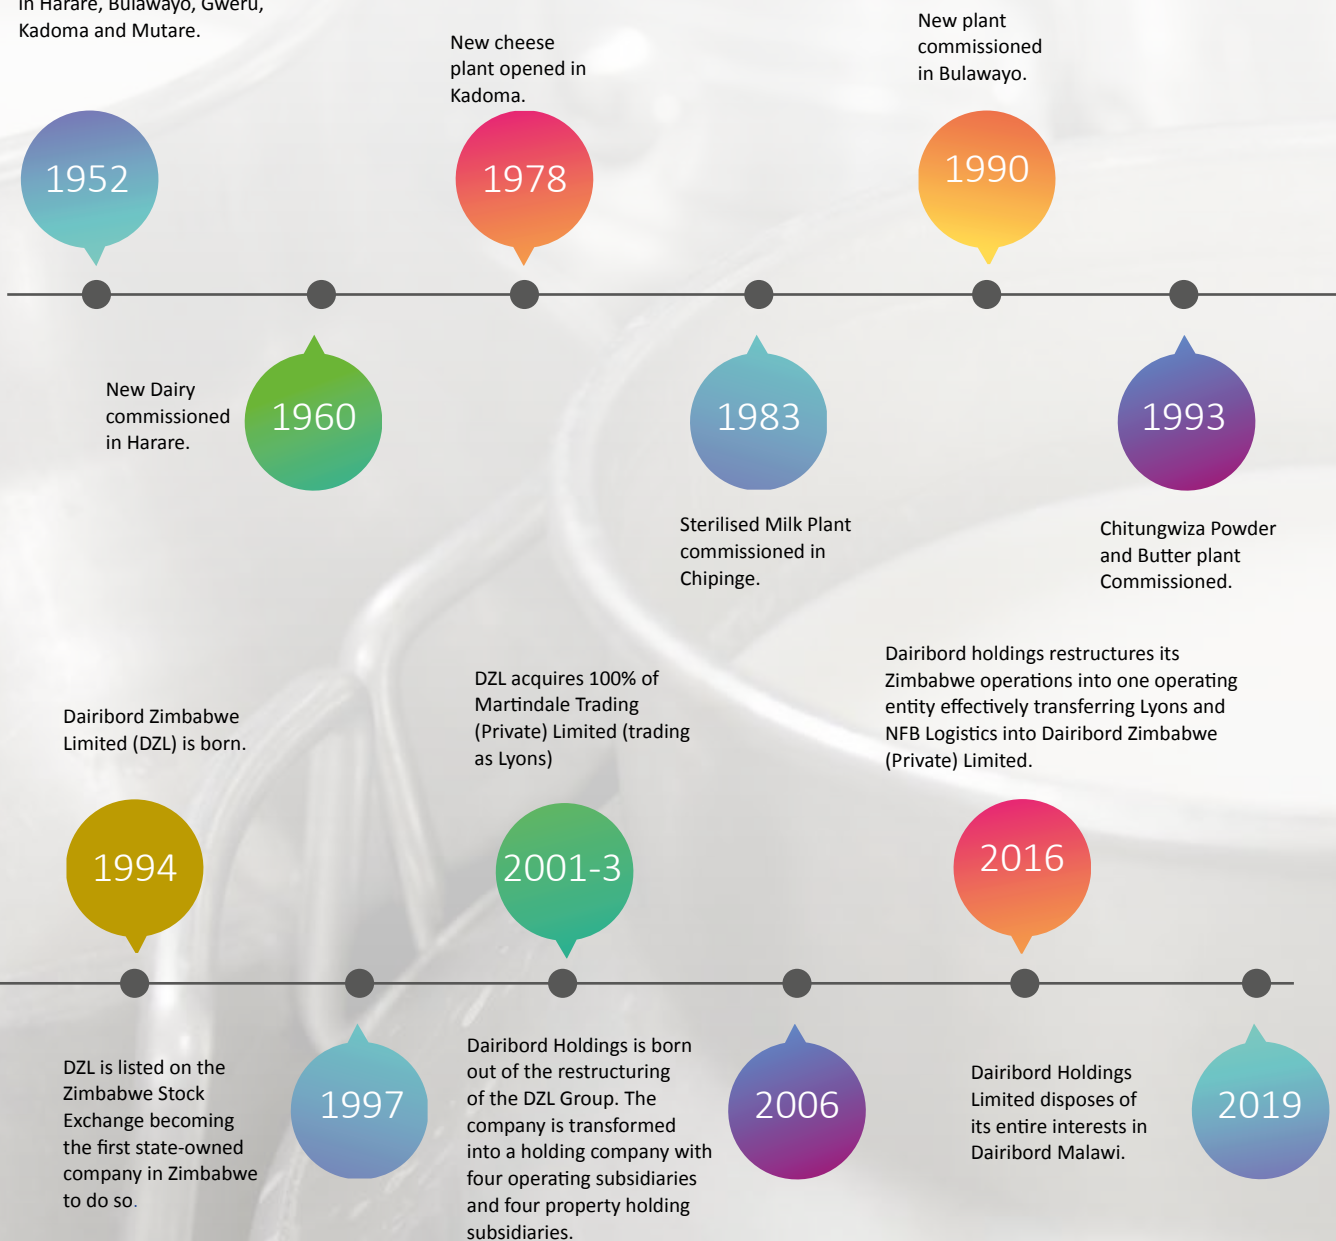 in Harare, Bulawayo, Gweru,
Kadoma and Mutare.
1952
New Dairy
commissioned
in Harare.
1960
New cheese
plant opened in
Kadoma.
1978
1983
Sterilised Milk Plant
commissioned in
Chipinge.
New plant
commissioned
in Bulawayo.
1990
1993
Chitungwiza Powder
and Butter plant
Commissioned.
Dairibord Zimbabwe
Limited (DZL) is born.
1994
DZL is listed on the
Zimbabwe Stock
Exchange becoming
the first state-owned
company in Zimbabwe
to do so.
1997
DZL acquires 100% of
Martindale Trading
(Private) Limited (trading
as Lyons)
2001-3
Dairibord Holdings is born
out of the restructuring
of the DZL Group. The
company is transformed
into a holding company with
four operating subsidiaries
and four property holding
subsidiaries.
2006
Dairibord holdings restructures its
Zimbabwe operations into one operating
entity effectively transferring Lyons and
NFB Logistics into Dairibord Zimbabwe
(Private) Limited.
2016
Dairibord Holdings
Limited disposes of
its entire interests in
Dairibord Malawi.
2019